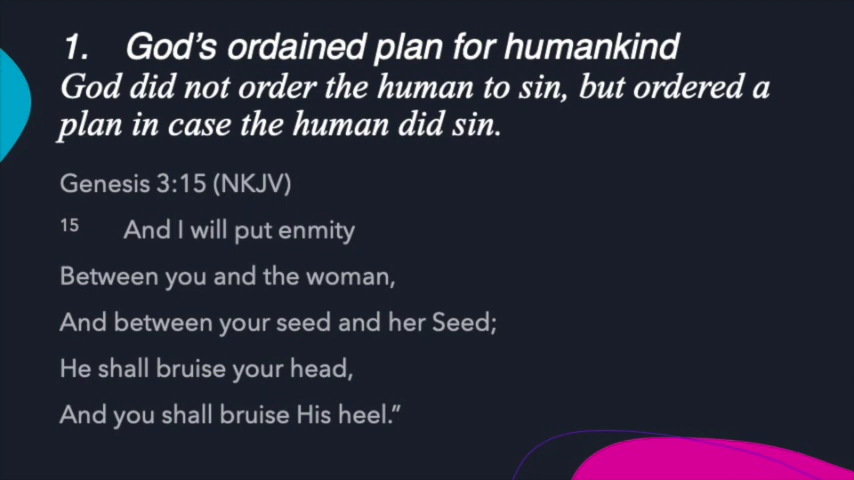 1. God’s ordained plan for humankind
God did not order the human to sin, but ordered a
plan in case the human did sin.
Genesis 3:15 (NKJV)
15 And I will put enmity
Between you and the woman,
And between your seed and her Seed;
He shall bruise your head,
And you shall bruise His heel.”